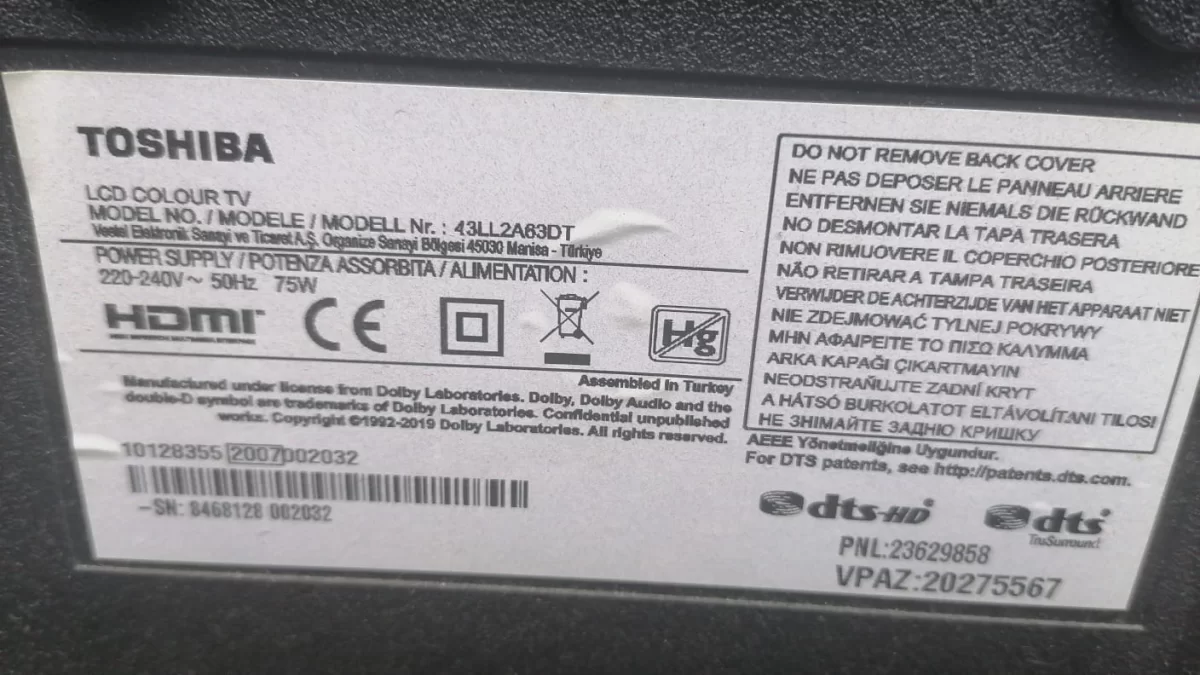 TOSHIBA
LCD COLOUR TV
MODEL NO. / MODELE / MODELL Nr. : 43LL2A63DT
Vestel Elektronik Sanayi ve Ticaret A.Ş. Organize Sanayi Bölgesi 45030 Manisa - Türkiye
POWER SUPPLY / POTENZA ASSORBITA / ALIMENTATION :
220-240V ~ 50Hz 75W
HDMI
CE
Hg
Assembled in Turkey
Manufactured under license from Dolby Laboratories. Dolby, Dolby Audio and the
double-D symbol are trademarks of Dolby Laboratories. Confidential unpublished
works. Copyright ©1992-2019 Dolby Laboratories. All rights reserved.
10128355 2007 002032
-SN: 8468128 002032
DO NOT REMOVE BACK COVER
NE PAS DEPOSER LE PANNEAU ARRIERE
ENTFERNEN SIE NIEMALS DIE RÜCKWAND
NO DESMONTAR LA TAPA TRASERA
NON RIMUOVERE IL COPERCHIO POSTERIORE
NÃO RETIRAR A TAMPA TRASEIRA
VERWIJDER DE ACHTERZIJDE VAN HET APPARAAT NIET
NIE ZDEJMOWAĆ TYLNEJ POKRYWY
ΜΗΝ ΑΦΑΙΡΕΙΤΕ ΤΟ ΠΙΣΩ ΚΑΛΥΜΜΑ
ARKA KAPAĞI ÇIKARTMAYIN
NEODSTRAŇUJTE ZADNÍ KRYT
A HÁTSÓ BURKOLATOT ELTÁVOLÍTANI TILOS!
НЕ ЗНІМАЙТЕ ЗАДНЮ КРИШКУ
AEEE Yönetmeliğine Uygundur.
For DTS patents, see http://patents.dts.com.
dts-HD
dts
TruSurround
PNL:23629858
VPAZ:20275567